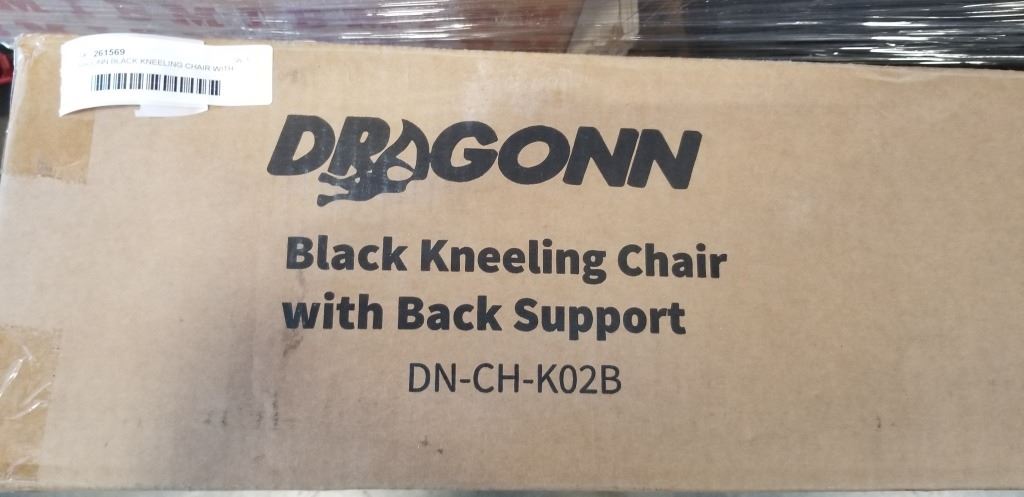 261569
BLACK KNEELING CHAIR WITH
DRAGONN
Black Kneeling Chair
with Back Support
DN-CH-K02B